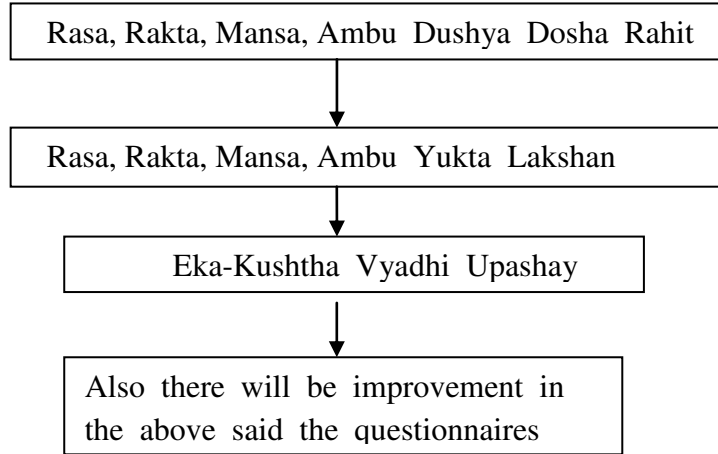 Rasa, Rakta, Mansa, Ambu Dushya Dosha Rahit
Rasa, Rakta, Mansa, Ambu Yukta Lakshan
Eka-Kushtha Vyadhi Upashay
Also there will be improvement in
the above said the questionnaires